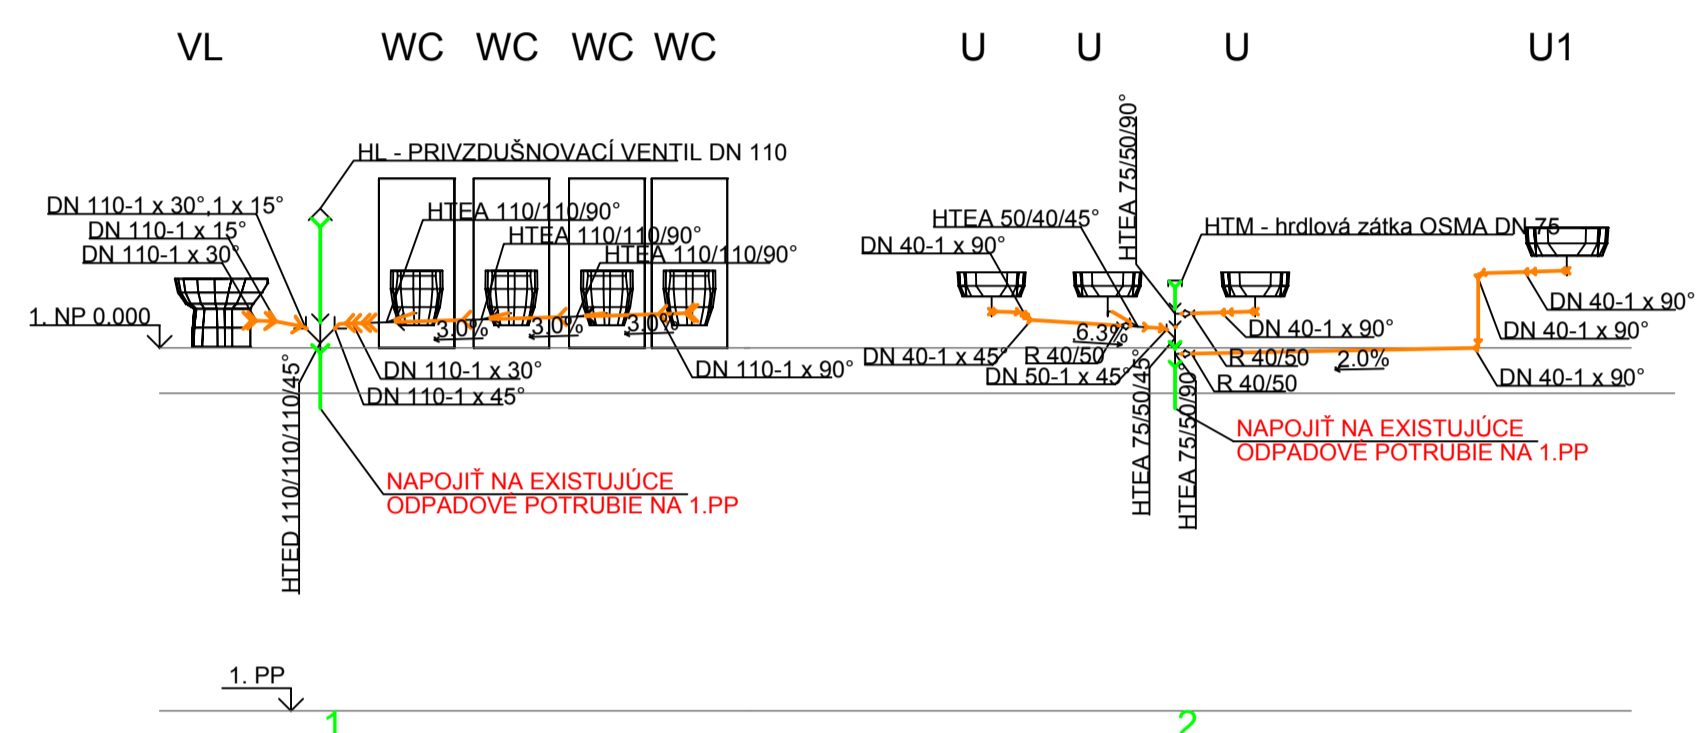 VL WC WC WC WC U U U U1
HL - PRIVZDUŠNOVACÍ VENTIL DN 110
DN 110-1 x 30°,1 x 15°
DN 110-1 x 15°
DN 110-1 x 30°
HTEA 110/110/90°
HTEA 110/110/90°
HTEA 110/110/90°
1. NP 0.000
3.0% 3.0% 3.0%
DN 110-1 x 30°
DN 110-1 x 45°
DN 110-1 x 90°
HTED 110/110/110/45°
NAPOJIŤ NA EXISTUJÚCE
ODPADOVÉ POTRUBIE NA 1.PP
HTEA 75/50/90°
HTEA 50/40/45°
DN 40-1 x 90°
HTM - hrdlová zátka OSMA DN 75
DN 40-1 x 90°
DN 40-1 x 90°
DN 40-1 x 90°
6.3%
DN 40-1 x 45°
R 40/50
DN 50-1 x 45°
R 40/50
R 40/50
2.0%
DN 40-1 x 90°
HTEA 75/50/45°
HTEA 75/50/90°
NAPOJIŤ NA EXISTUJÚCE
ODPADOVÉ POTRUBIE NA 1.PP
1. PP
1
2